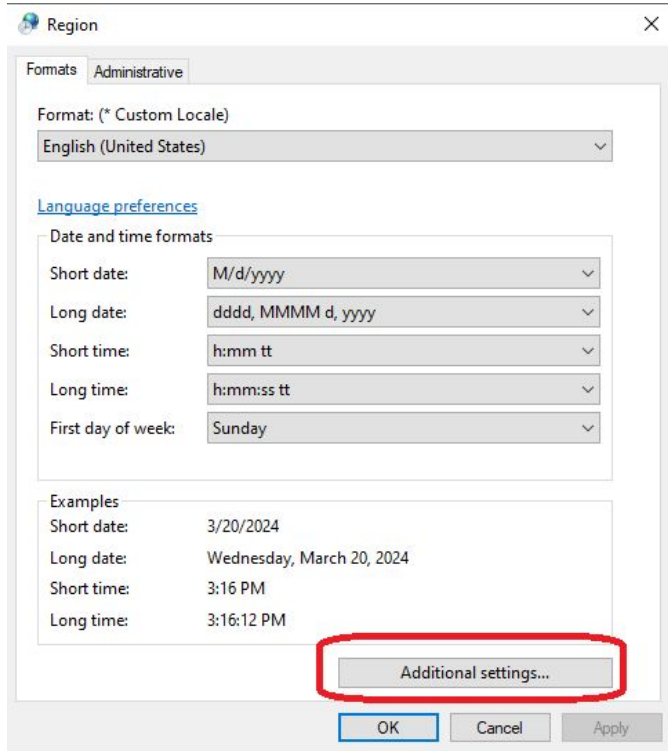 Region
Formats Administrative
Format: (* Custom Locale)
English (United States)
Language preferences
Date and time formats
Short date: M/d/yyyy
Long date: dddd, MMMM d, yyyy
Short time: h:mm tt
Long time: h:mm:ss tt
First day of week: Sunday
Examples
Short date: 3/20/2024
Long date: Wednesday, March 20, 2024
Short time: 3:16 PM
Long time: 3:16:12 PM
Additional settings...
OK Cancel Apply